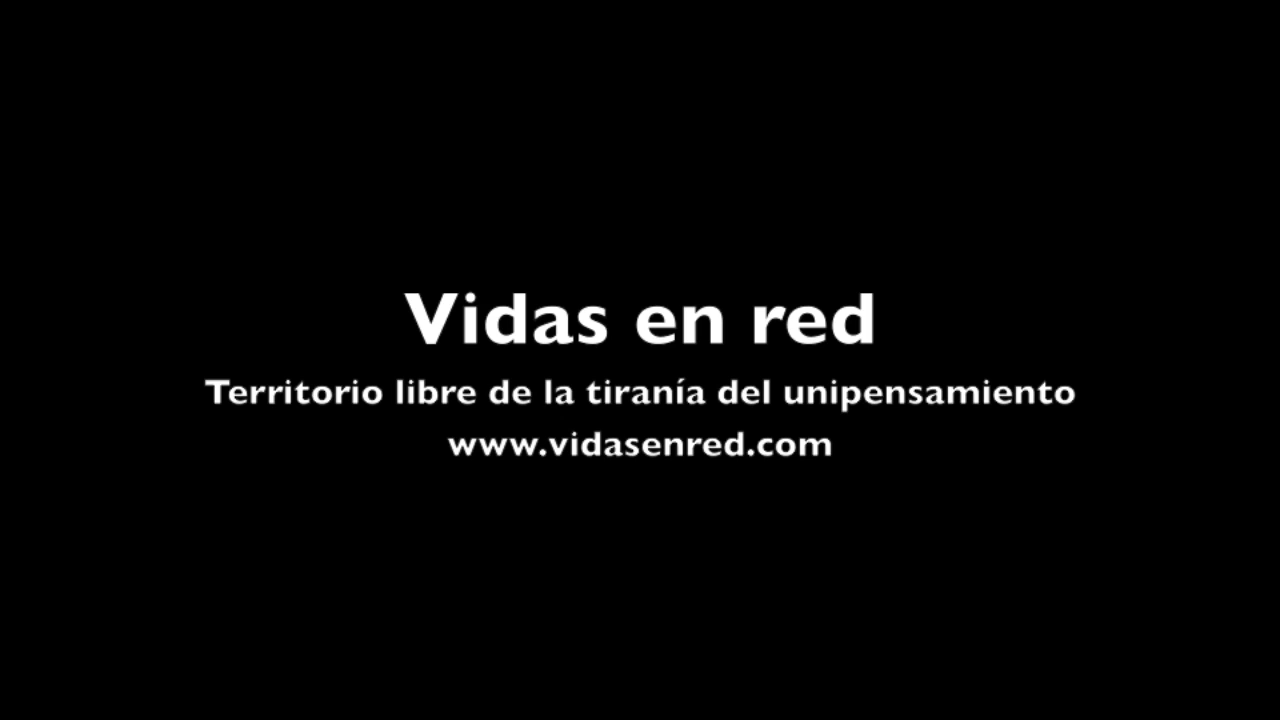 Vidas en red
Territorio libre de la tiranía del unipensamiento
www.vidasenred.com